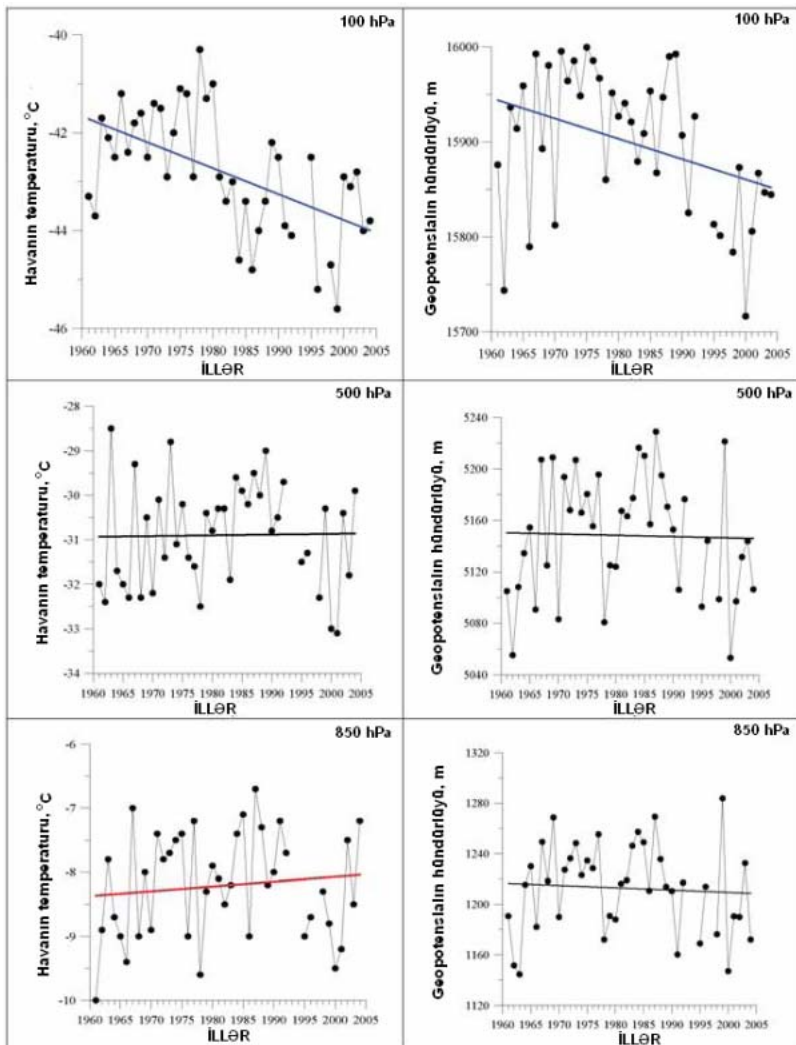 100 hPa
Havanın temperaturu, °C
-40
-42
-44
-46
1960 1965 1970 1975 1980 1985 1990 1995 2000 2005
İLLƏR
100 hPa
Geopotensialın hündürlüyü, m
16000
15900
15800
15700
1960 1965 1970 1975 1980 1985 1990 1995 2000 2005
İLLƏR
500 hPa
Havanın temperaturu, °C
-28
-29
-30
-31
-32
-33
-34
1960 1965 1970 1975 1980 1985 1990 1995 2000 2005
İLLƏR
500 hPa
Geopotensialın hündürlüyü, m
5240
5200
5160
5120
5080
5040
1960 1965 1970 1975 1980 1985 1990 1995 2000 2005
İLLƏR
850 hPa
Havanın temperaturu, °C
-6
-7
-8
-9
-10
1960 1965 1970 1975 1980 1985 1990 1995 2000 2005
İLLƏR
850 hPa
Geopotensialın hündürlüyü, m
1320
1280
1240
1200
1160
1120
1960 1965 1970 1975 1980 1985 1990 1995 2000 2005
İLLƏR